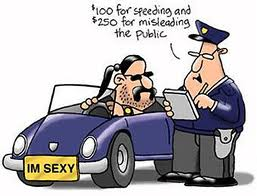 $100 for speeding and
$250 for misleading
the Public
IM SEXY